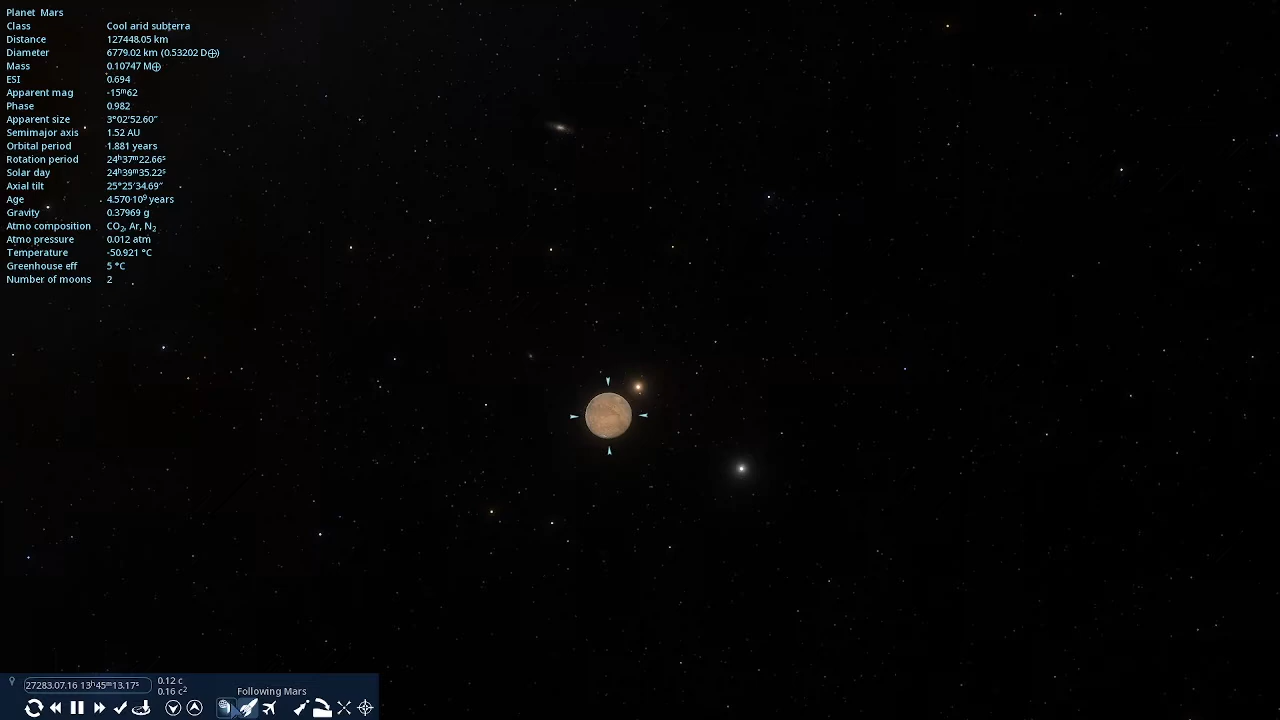 Planet Mars
Class Cool arid subterra
Distance 127448.05 km
Diameter 6779.02 km (0.53202 D⊕)
Mass 0.10747 M⊕
ESI 0.694
Apparent mag -15ᵐ62
Phase 0.982
Apparent size 3°02′52.60″
Semimajor axis 1.52 AU
Orbital period 1.881 years
Rotation period 24ʰ37ᵐ22.66ˢ
Solar day 24ʰ39ᵐ35.22ˢ
Axial tilt 25°25′34.69″
Age 4.570·10⁹ years
Gravity 0.37969 g
Atmo composition CO₂, Ar, N₂
Atmo pressure 0.012 atm
Temperature -50.921 °C
Greenhouse eff 5 °C
Number of moons 2
27283.07.16 13ʰ45ᵐ13.17ˢ
0.12 c
0.16 c²
Following Mars